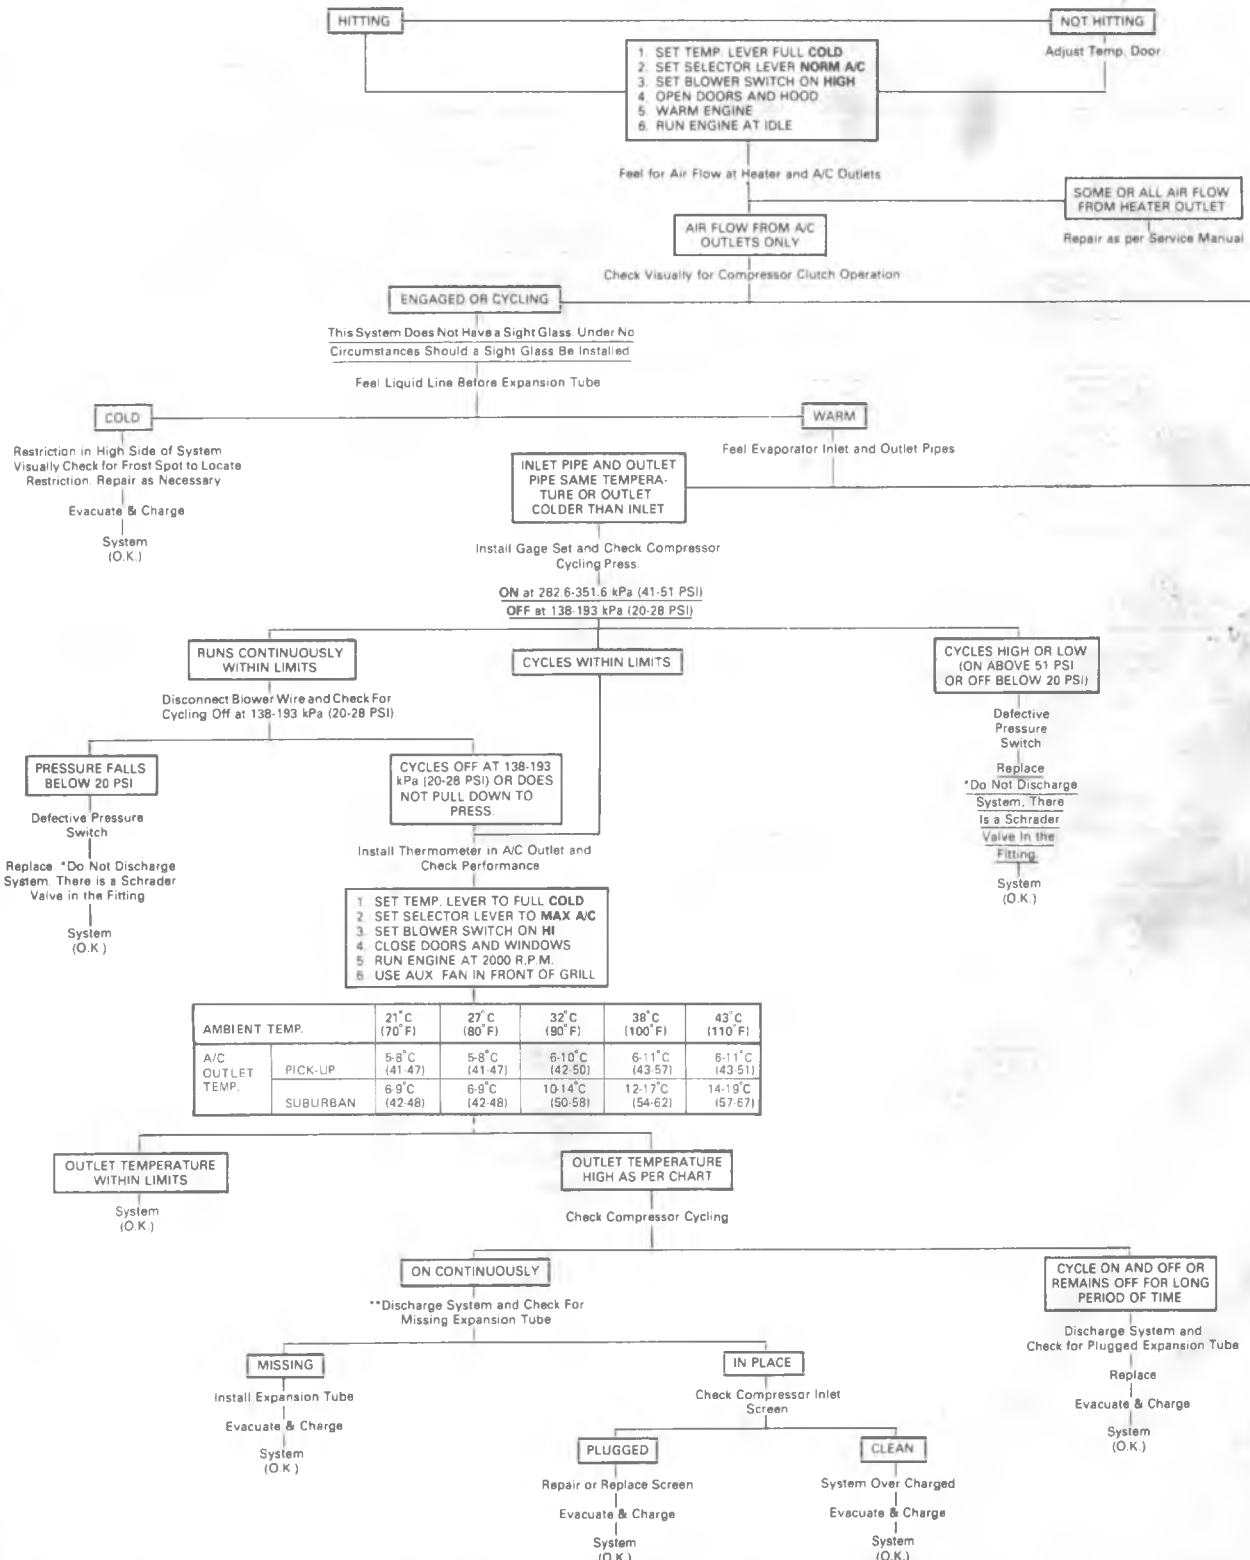 HITTING
NOT HITTING
Adjust Temp. Door
1. SET TEMP. LEVER FULL COLD
2. SET SELECTOR LEVER NORM A/C
3. SET BLOWER SWITCH ON HIGH
4. OPEN DOORS AND HOOD
5. WARM ENGINE
6. RUN ENGINE AT IDLE
Feel for Air Flow at Heater and A/C Outlets
SOME OR ALL AIR FLOW
FROM HEATER OUTLET
Repair as per Service Manual
AIR FLOW FROM A/C
OUTLETS ONLY
Check Visually for Compressor Clutch Operation
ENGAGED OR CYCLING
This System Does Not Have a Sight Glass. Under No
Circumstances Should a Sight Glass Be Installed
Feel Liquid Line Before Expansion Tube
COLD
WARM
Restriction in High Side of System
Visually Check for Frost Spot to Locate
Restriction. Repair as Necessary
Evacuate & Charge
System
(O.K.)
Feel Evaporator Inlet and Outlet Pipes
INLET PIPE AND OUTLET
PIPE SAME TEMPERA-
TURE OR OUTLET
COLDER THAN INLET
Install Gage Set and Check Compressor
Cycling Press.
ON at 282.6-351.6 kPa (41-51 PSI)
OFF at 138-193 kPa (20-28 PSI)
RUNS CONTINUOUSLY
WITHIN LIMITS
CYCLES WITHIN LIMITS
CYCLES HIGH OR LOW
(ON ABOVE 51 PSI
OR OFF BELOW 20 PSI)
Disconnect Blower Wire and Check For
Cycling Off at 138-193 kPa (20-28 PSI)
Defective
Pressure
Switch
Replace
*Do Not Discharge
System, There
Is a Schrader
Valve In the
Fitting.
System
(O.K.)
PRESSURE FALLS
BELOW 20 PSI
Defective Pressure
Switch
Replace. *Do Not Discharge
System. There is a Schrader
Valve in the Fitting
System
(O.K.)
CYCLES OFF AT 138-193
kPa (20-28 PSI) OR DOES
NOT PULL DOWN TO
PRESS.
Install Thermometer in A/C Outlet and
Check Performance
1. SET TEMP. LEVER TO FULL COLD
2. SET SELECTOR LEVER TO MAX A/C
3. SET BLOWER SWITCH ON HI
4. CLOSE DOORS AND WINDOWS
5. RUN ENGINE AT 2000 R.P.M.
6. USE AUX FAN IN FRONT OF GRILL
AMBIENT TEMP. 21°C 27°C 32°C 38°C 43°C
(70°F) (80°F) (90°F) (100°F) (110°F)
A/C OUTLET TEMP. PICK-UP 5-8°C 5-8°C 6-10°C 6-11°C 6-11°C
(41-47) (41-47) (42-50) (43-57) (43-51)
SUBURBAN 6-9°C 6-9°C 10-14°C 12-17°C 14-19°C
(42-48) (42-48) (50-58) (54-62) (57-67)
OUTLET TEMPERATURE
WITHIN LIMITS
System
(O.K.)
OUTLET TEMPERATURE
HIGH AS PER CHART
Check Compressor Cycling
ON CONTINUOUSLY
**Discharge System and Check For
Missing Expansion Tube
CYCLE ON AND OFF OR
REMAINS OFF FOR LONG
PERIOD OF TIME
Discharge System and
Check for Plugged Expansion Tube
Replace
Evacuate & Charge
System
(O.K.)
MISSING
Install Expansion Tube
Evacuate & Charge
System
(O.K.)
IN PLACE
Check Compressor Inlet
Screen
PLUGGED
Repair or Replace Screen
Evacuate & Charge
System
(O.K.)
CLEAN
System Over Charged
Evacuate & Charge
System
(O.K.)